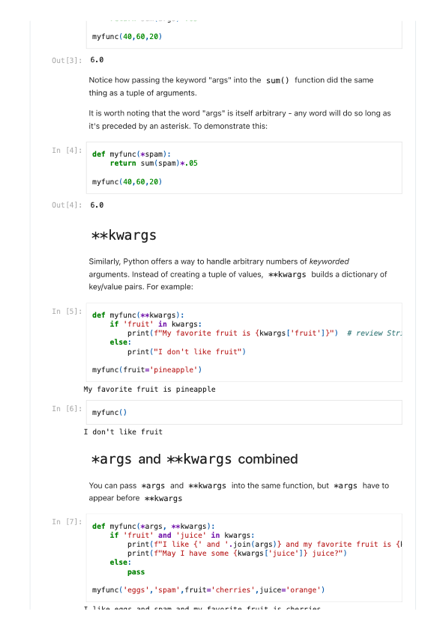 myfunc(40,60,20)
Out[3]: 6.0
Notice how passing the keyword "args" into the sum() function did the same
thing as a tuple of arguments.
It is worth noting that the word "args" is itself arbitrary - any word will do so long as
it's preceded by an asterisk. To demonstrate this:
In [4]: def myfunc(*spam):
return sum(spam)*.05
myfunc(40,60,20)
Out[4]: 6.0
**kwargs
Similarly, Python offers a way to handle arbitrary numbers of keyworded
arguments. Instead of creating a tuple of values, **kwargs builds a dictionary of
key/value pairs. For example:
In [5]: def myfunc(**kwargs):
if 'fruit' in kwargs:
print(f"My favorite fruit is {kwargs['fruit']}") # review Stri
else:
print("I don't like fruit")
myfunc(fruit='pineapple')
My favorite fruit is pineapple
In [6]: myfunc()
I don't like fruit
*args and **kwargs combined
You can pass *args and **kwargs into the same function, but *args have to
appear before **kwargs
In [7]: def myfunc(*args, **kwargs):
if 'fruit' and 'juice' in kwargs:
print(f"I like {' and '.join(args)} and my favorite fruit is {k
print(f"May I have some {kwargs['juice']} juice?")
else:
pass
myfunc('eggs','spam',fruit='cherries',juice='orange')
I like eggs and spam and my favorite fruit is cherries